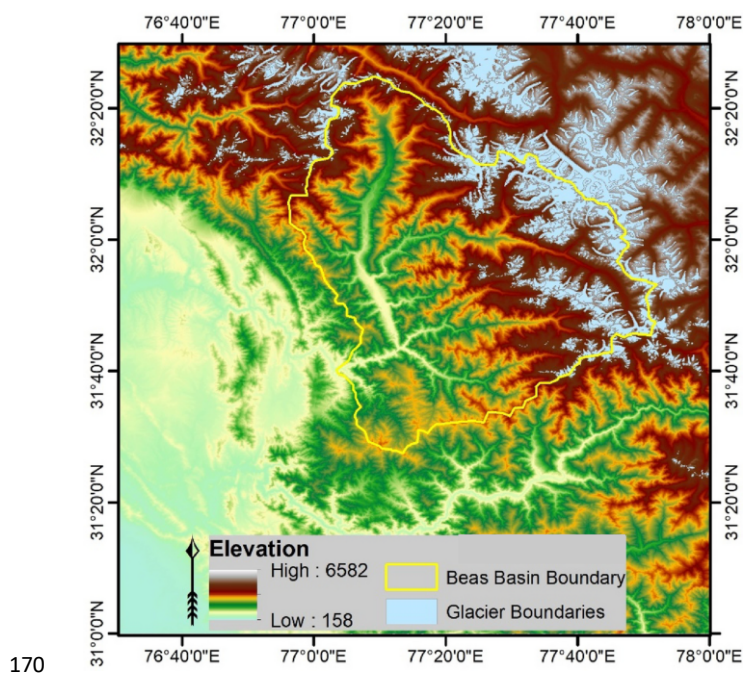 76°40'0"E 77°0'0"E 77°20'0"E 77°40'0"E 78°0'0"E
32°20'0"N 32°20'0"N
32°0'0"N 32°0'0"N
31°40'0"N 31°40'0"N
31°20'0"N 31°20'0"N
31°0'0"N 31°0'0"N
Elevation
High : 6582 Beas Basin Boundary
Low : 158 Glacier Boundaries
76°40'0"E 77°0'0"E 77°20'0"E 77°40'0"E 78°0'0"E
170